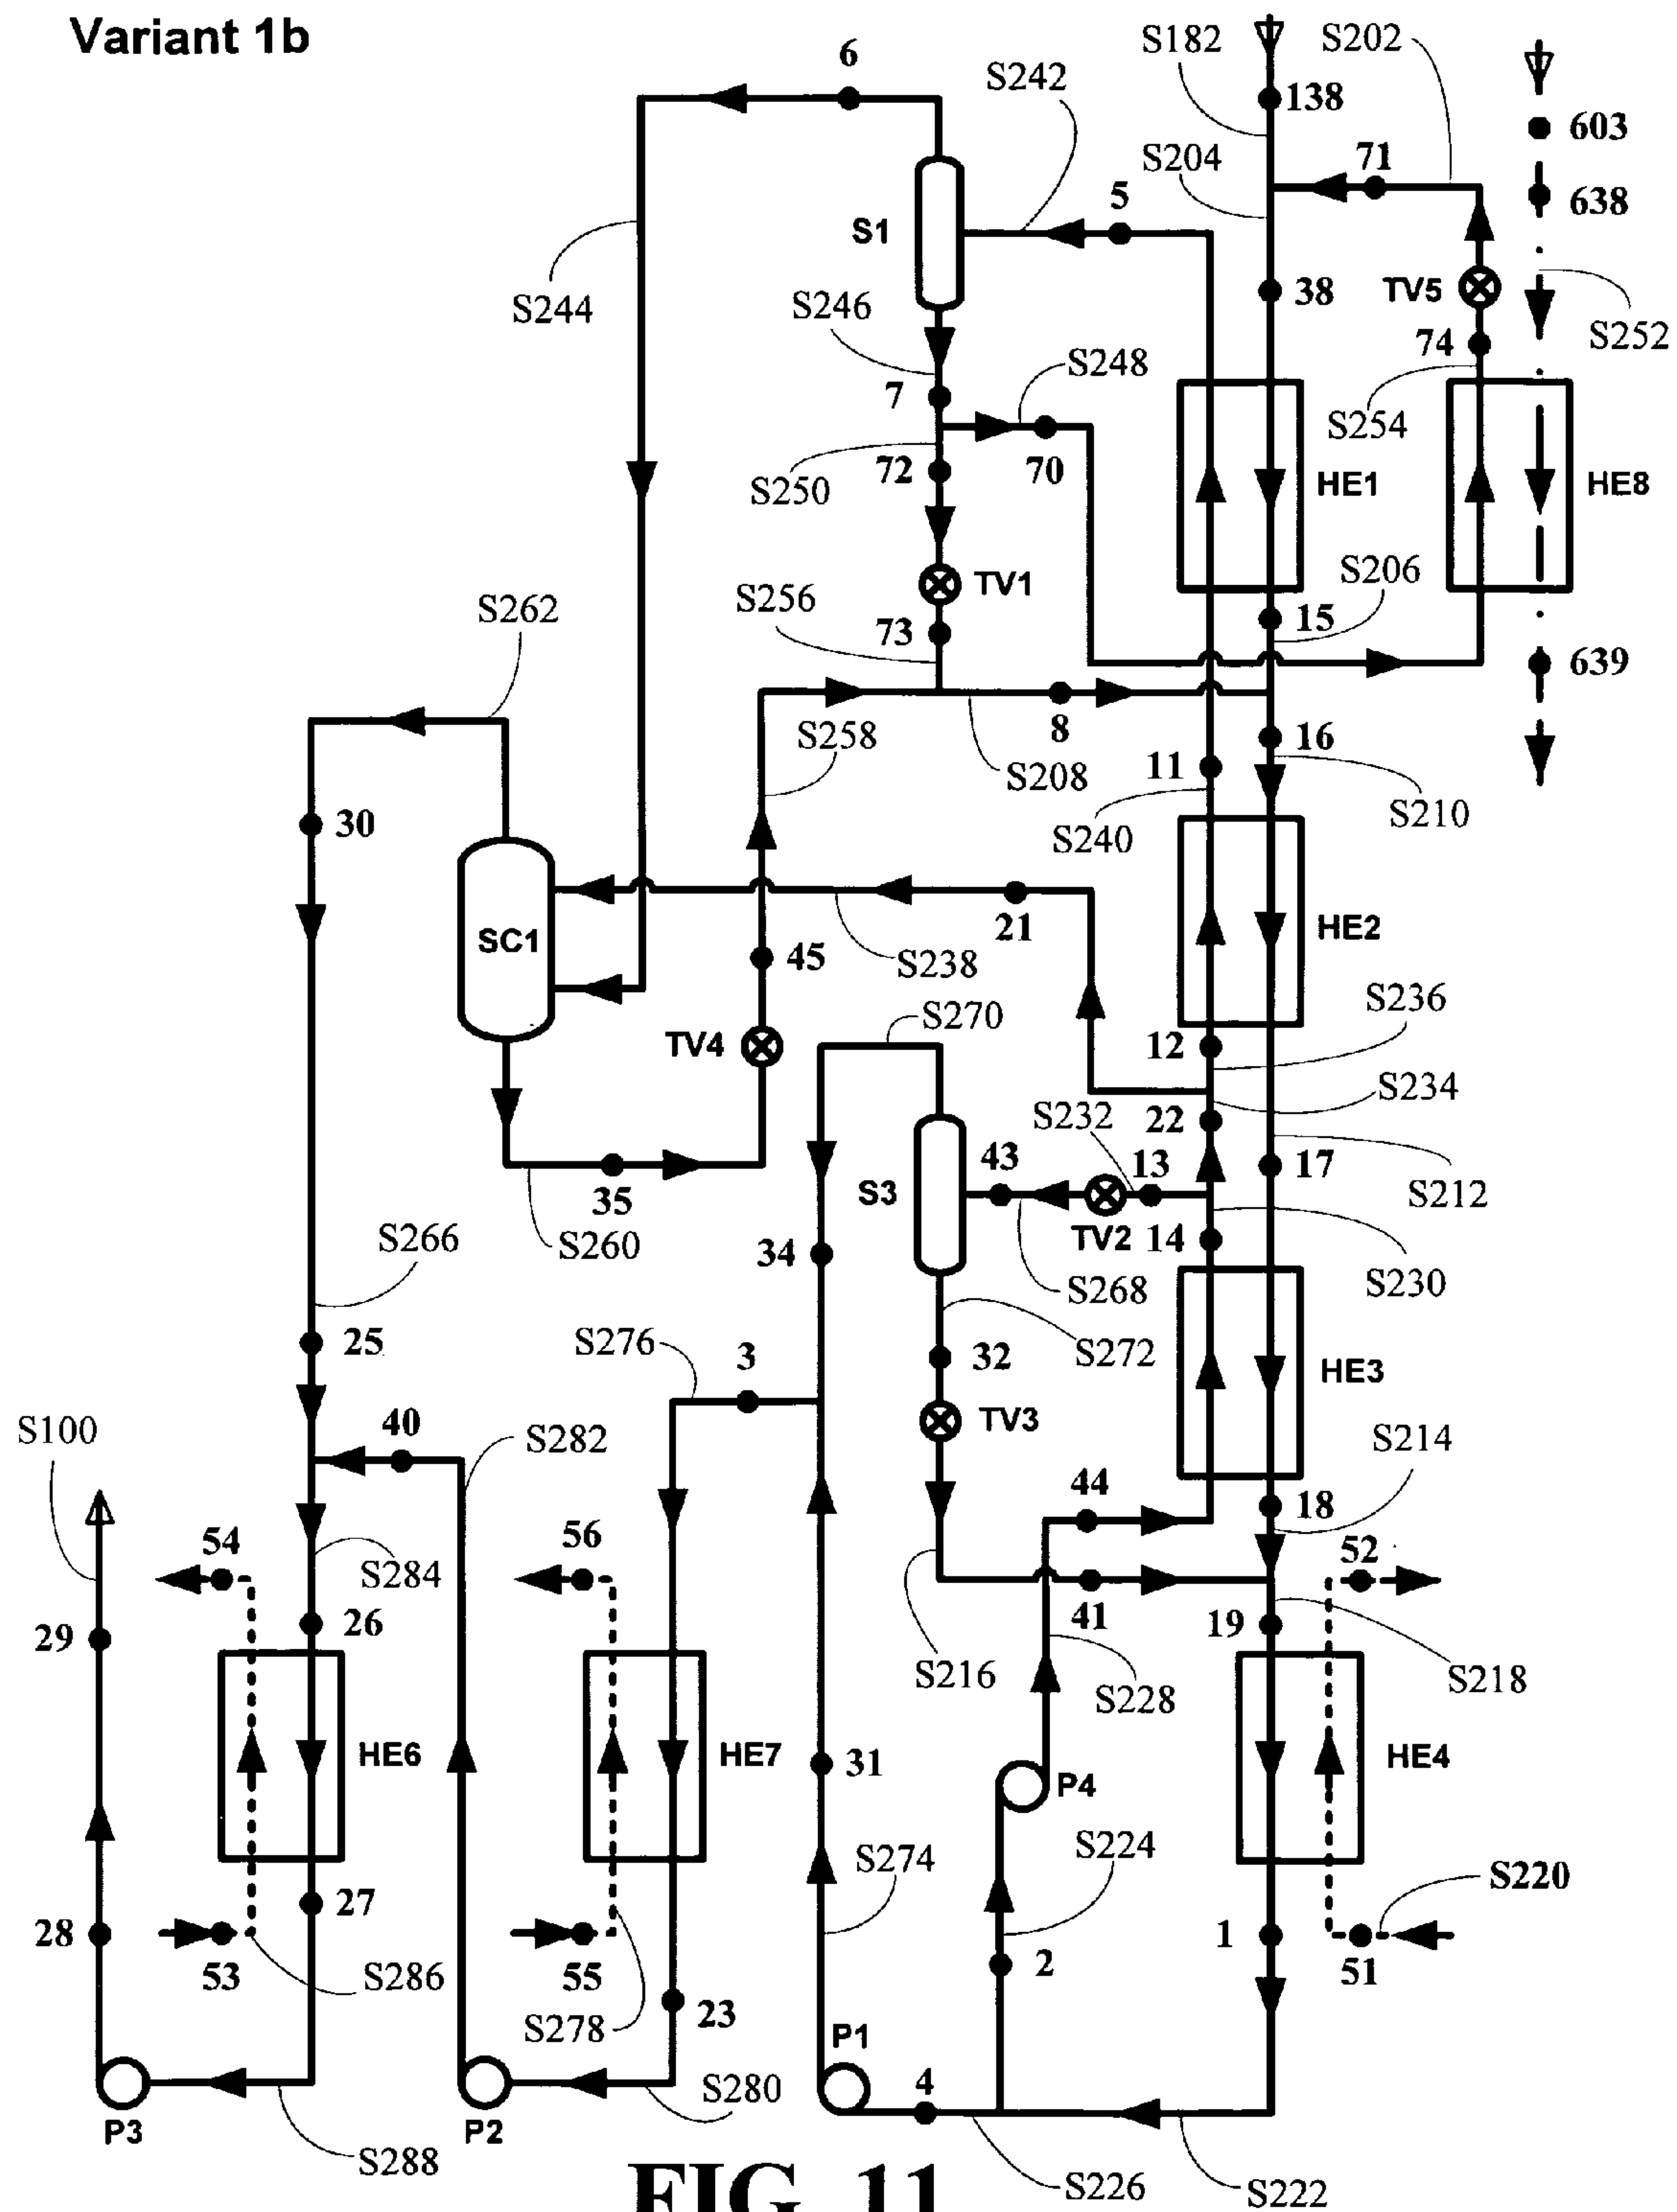 Variant 1b
6
S242
S182
S202
138
603
S204
71
638
5
S1
S244
S246
38
TV5
S252
74
7
S248
S254
72
70
S250
HE1
HE8
TV1
S206
S256
73
15
S262
639
8
S258
S208
16
11
30
S240
S210
SC1
21
HE2
45
S238
S236
S270
TV4
12
S234
S232
22
43
13
17
S3
35
S212
S266
S260
34
TV2
14
S268
S230
25
S276
3
32
S272
HE3
TV3
40
S282
S100
S214
44
18
54
56
S284
52
26
41
19
29
S216
S228
S218
HE6
HE7
31
P4
HE4
S274
S224
S220
27
28
1
2
53
S286
55
51
S278
23
P1
4
S280
P3
P2
S288
S226
S222
FIG. 11